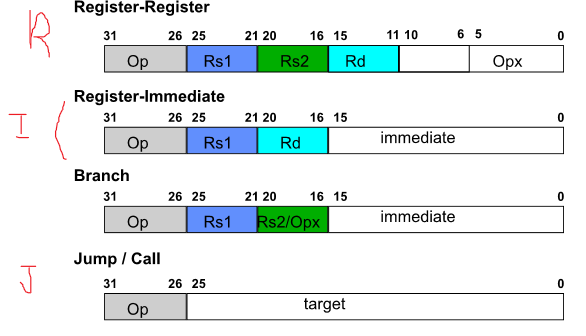 Register-Register
R
31 26 25 21 20 16 15 11 10 6 5 0
Op Rs1 Rs2 Rd Opx
Register-Immediate
I
31 26 25 21 20 16 15 0
Op Rs1 Rd immediate
Branch
31 26 25 21 20 16 15 0
Op Rs1 Rs2/Opx immediate
Jump / Call
J
31 26 25 0
Op target